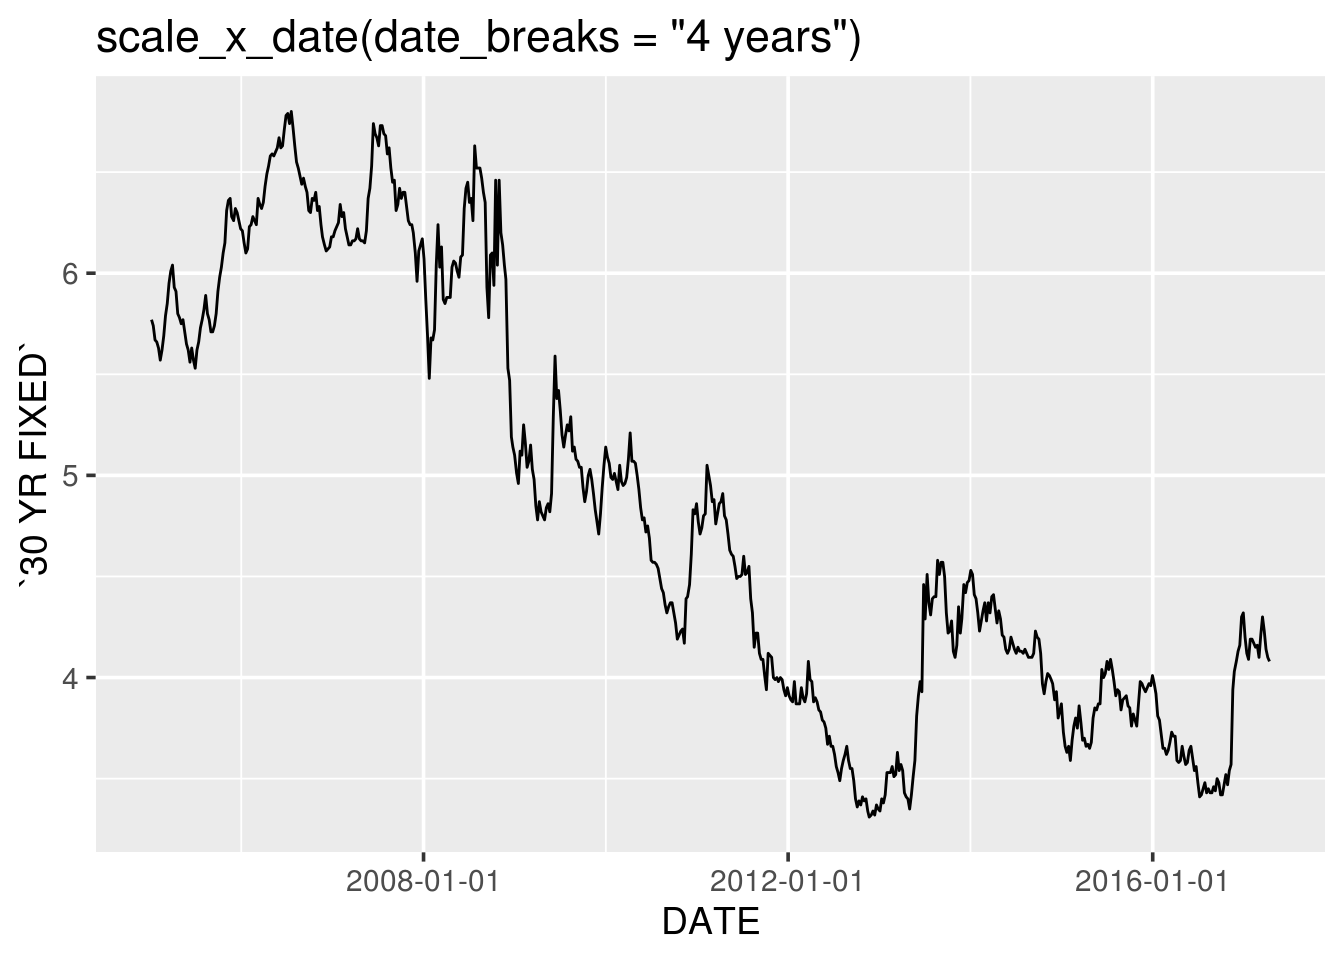 scale_x_date(date_breaks = "4 years")
`30 YR FIXED`
6
5
4
2008-01-01
2012-01-01
2016-01-01
DATE